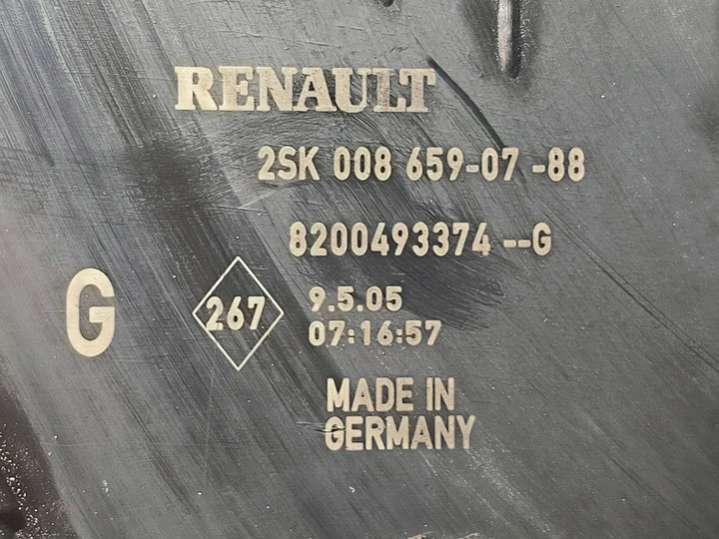 RENAULT
2SK 008 659-07 -88
8200493374 --G
G
267
9.5.05
07:16:57
MADE IN
GERMANY